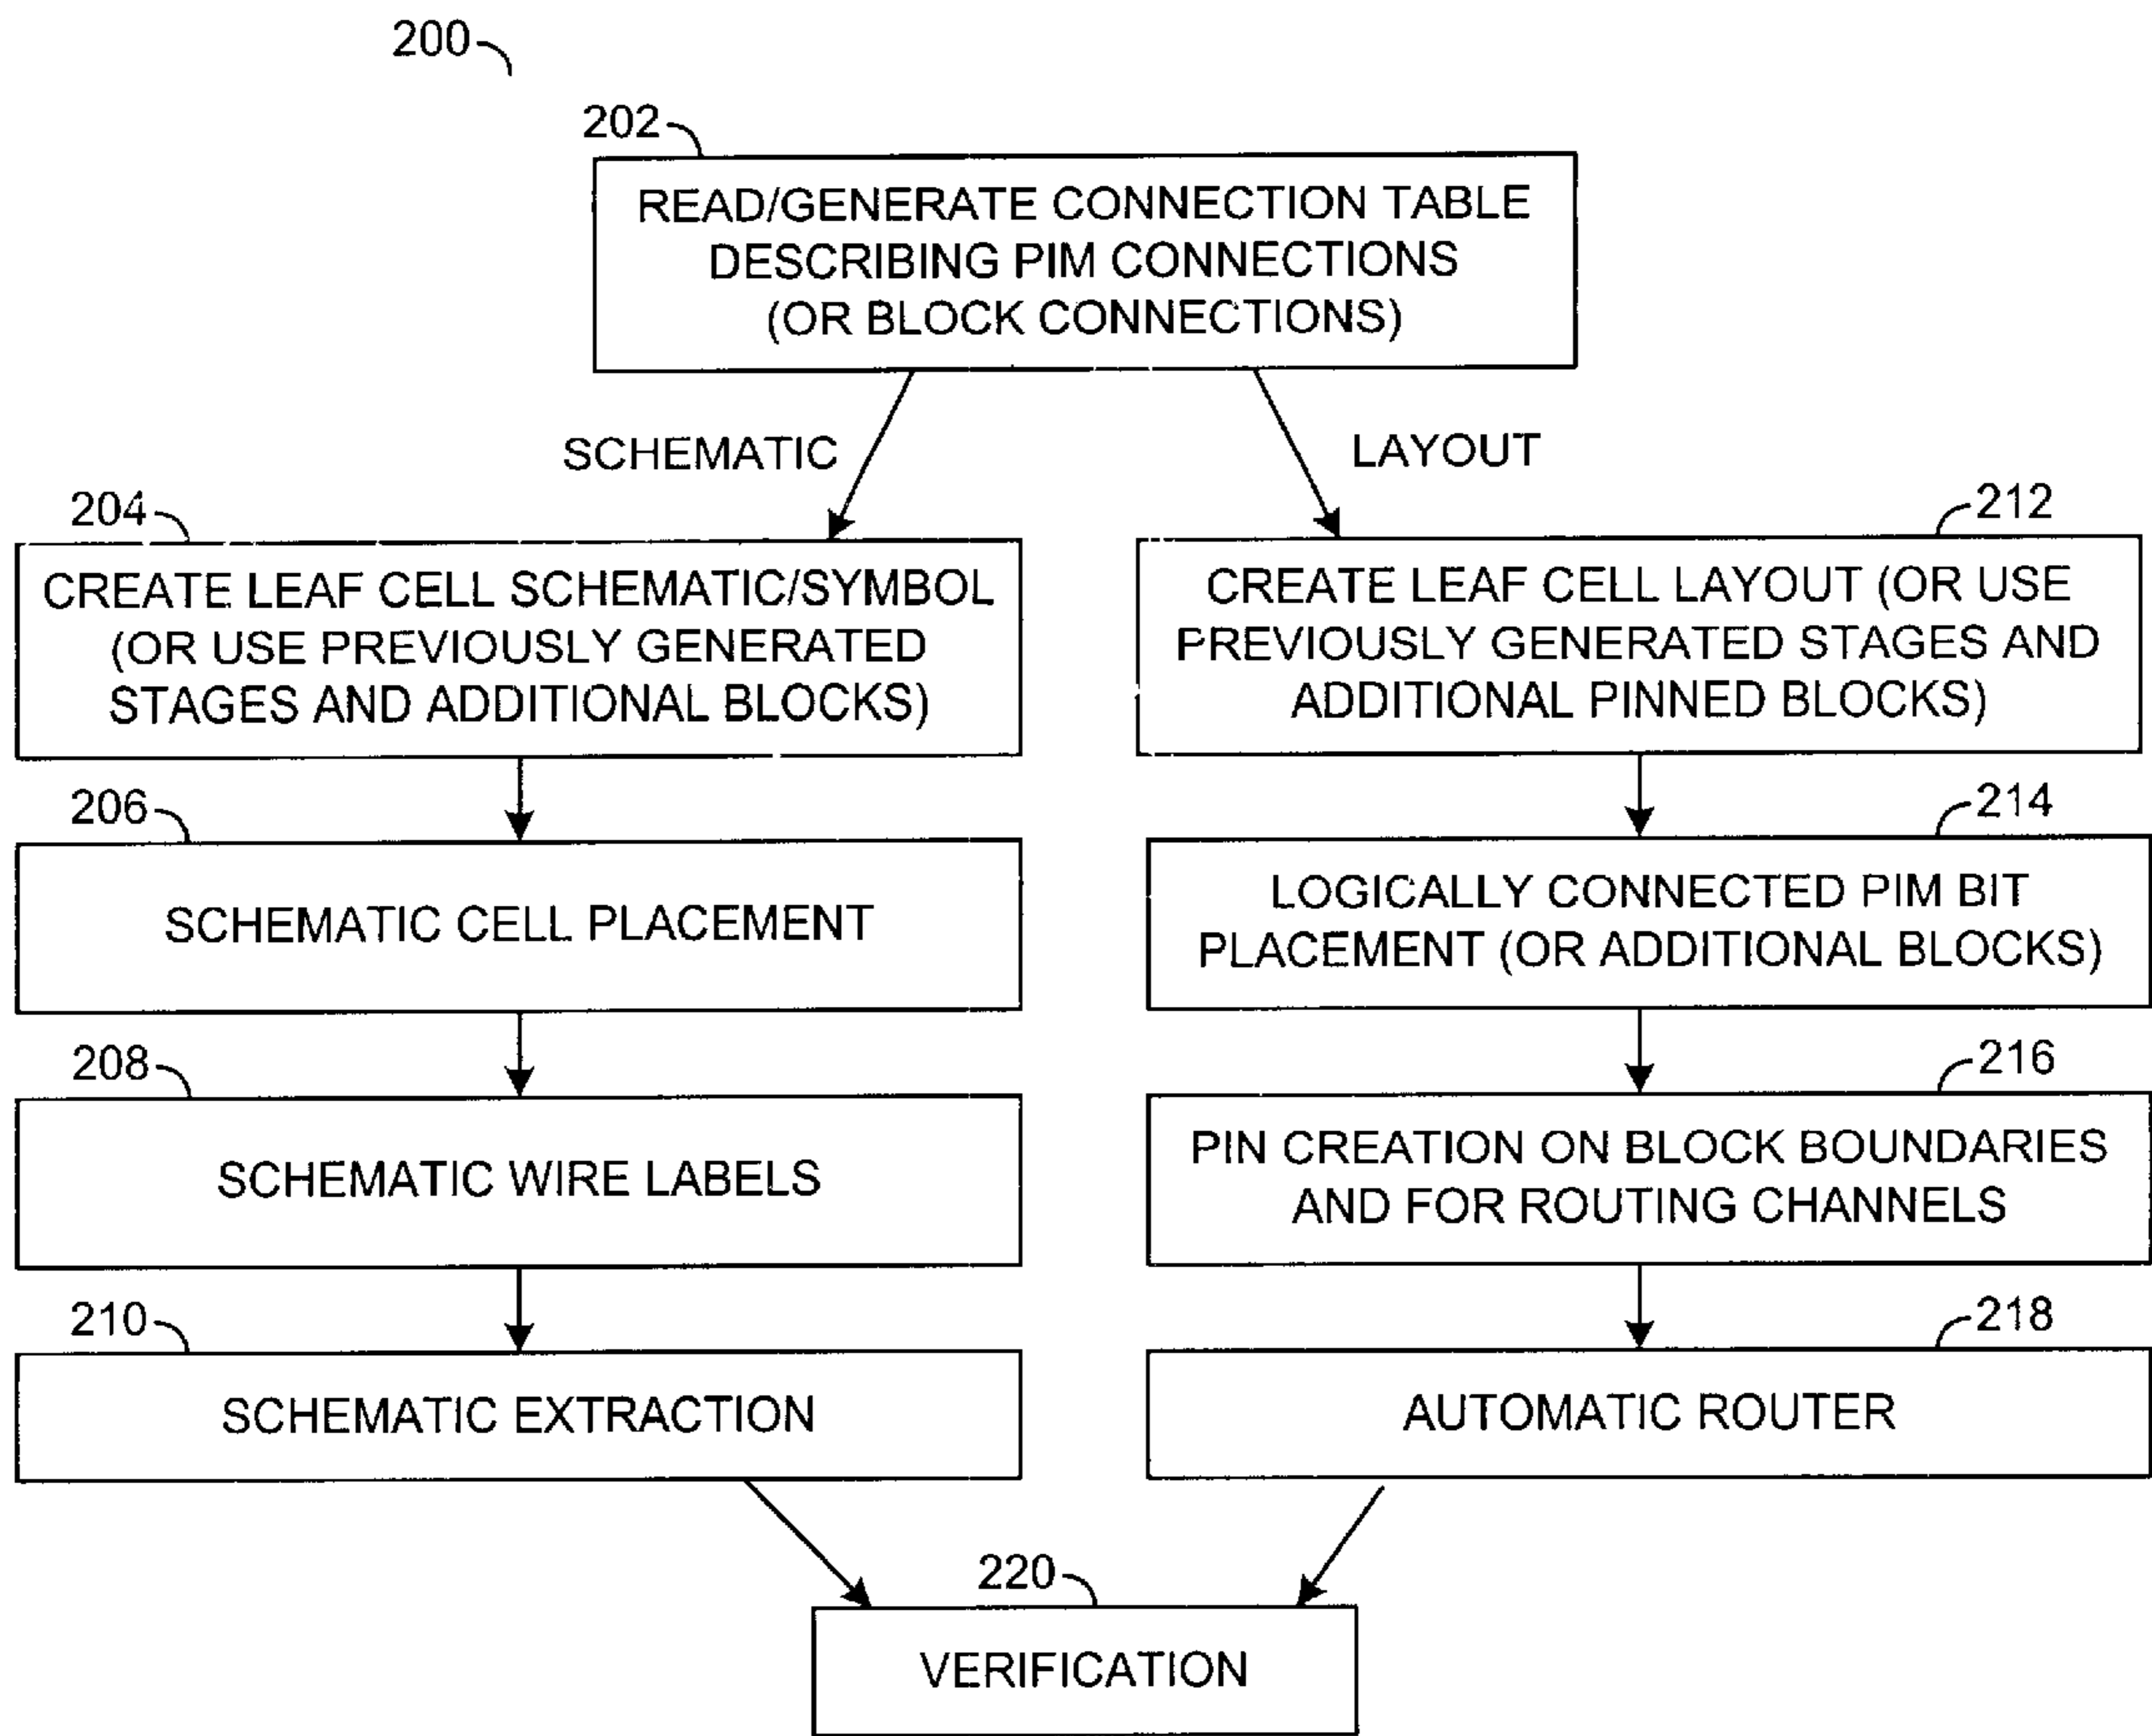 200
202
READ/GENERATE CONNECTION TABLE
DESCRIBING PIM CONNECTIONS
(OR BLOCK CONNECTIONS)
SCHEMATIC
LAYOUT
204
CREATE LEAF CELL SCHEMATIC/SYMBOL
(OR USE PREVIOUSLY GENERATED
STAGES AND ADDITIONAL BLOCKS)
212
CREATE LEAF CELL LAYOUT (OR USE
PREVIOUSLY GENERATED STAGES AND
ADDITIONAL PINNED BLOCKS)
206
SCHEMATIC CELL PLACEMENT
214
LOGICALLY CONNECTED PIM BIT
PLACEMENT (OR ADDITIONAL BLOCKS)
208
SCHEMATIC WIRE LABELS
216
PIN CREATION ON BLOCK BOUNDARIES
AND FOR ROUTING CHANNELS
210
SCHEMATIC EXTRACTION
218
AUTOMATIC ROUTER
220
VERIFICATION